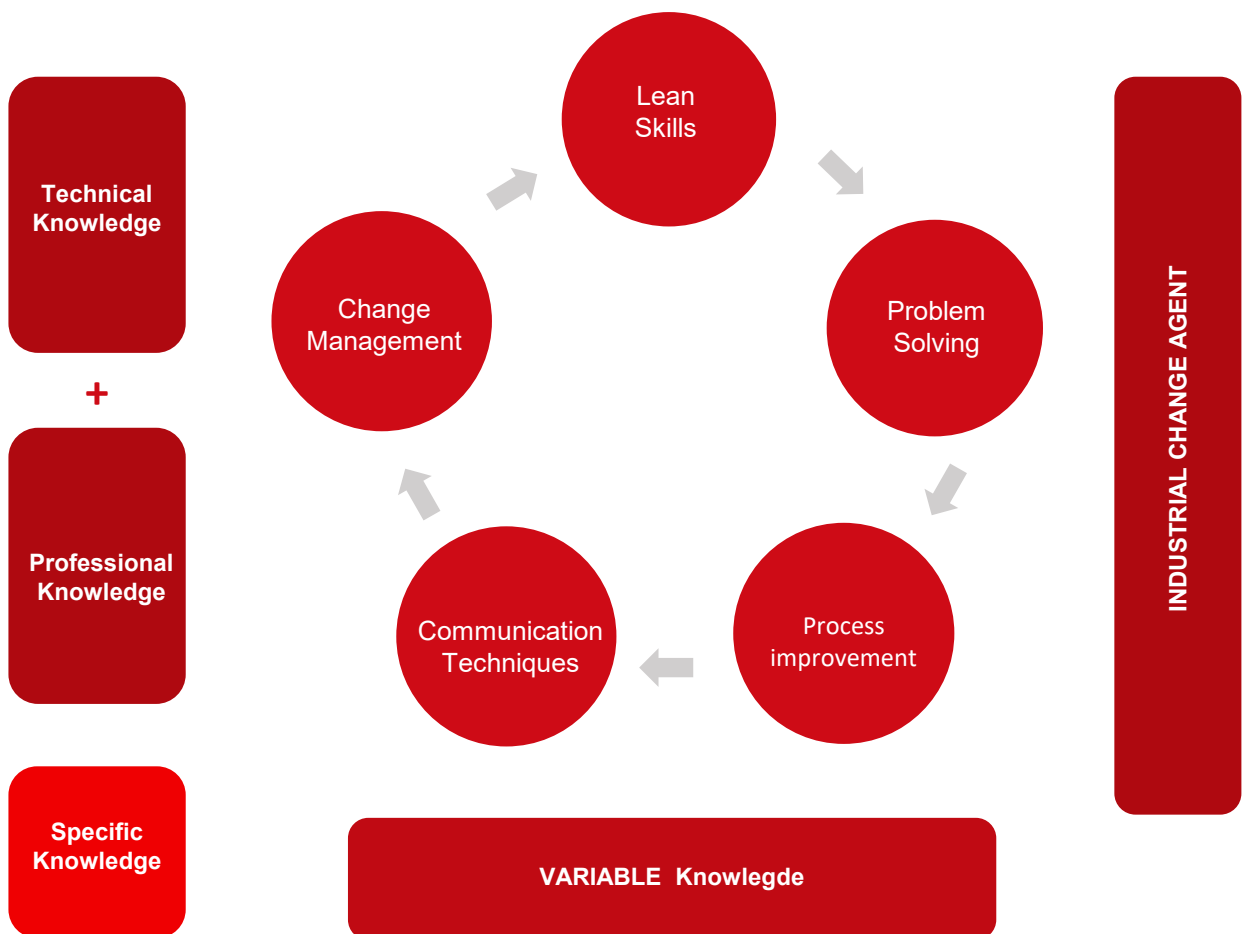 Technical
Knowledge
+
Professional
Knowledge
Specific
Knowledge
Lean
Skills
Problem
Solving
Process
improvement
Communication
Techniques
Change
Management
VARIABLE Knowlegde
INDUSTRIAL CHANGE AGENT